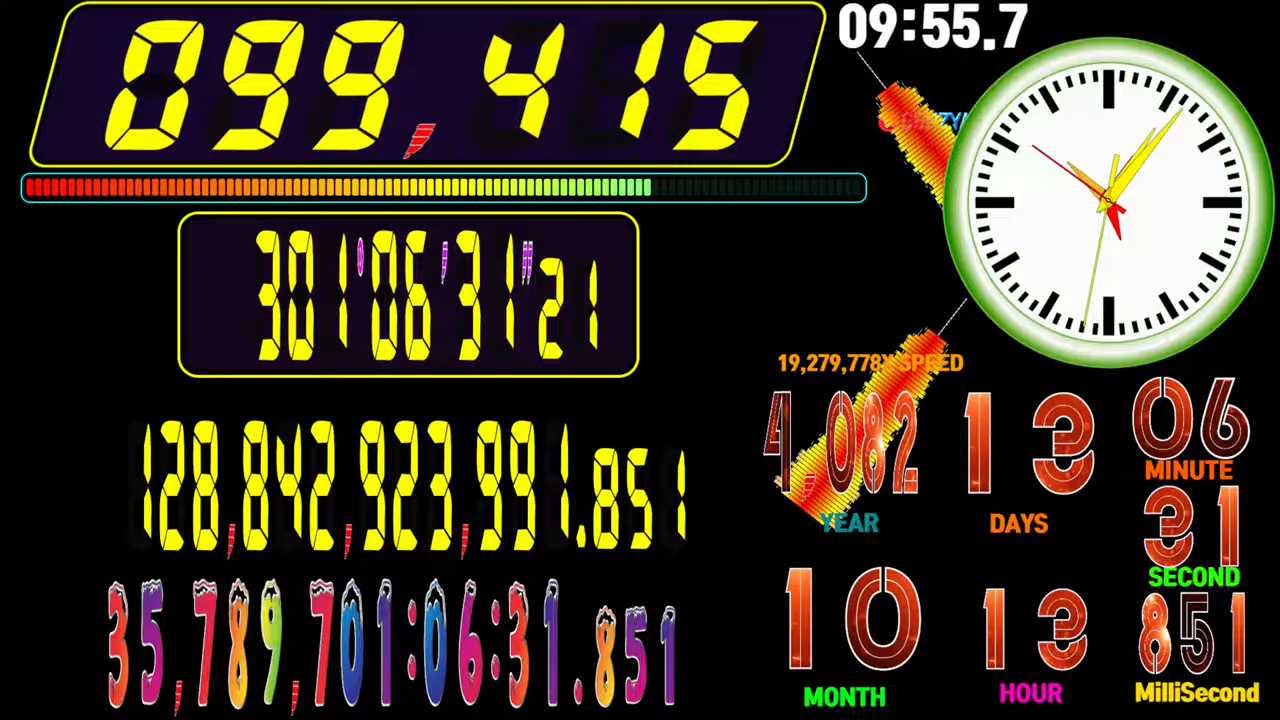 099,415
09:55.7
301°06'31"21
19,279,778X SPEED
128,842,923,991.851
35,789,701:06:31.851
4,082
YEAR
13
DAYS
06
MINUTE
31
SECOND
10
MONTH
13
HOUR
851
MilliSecond